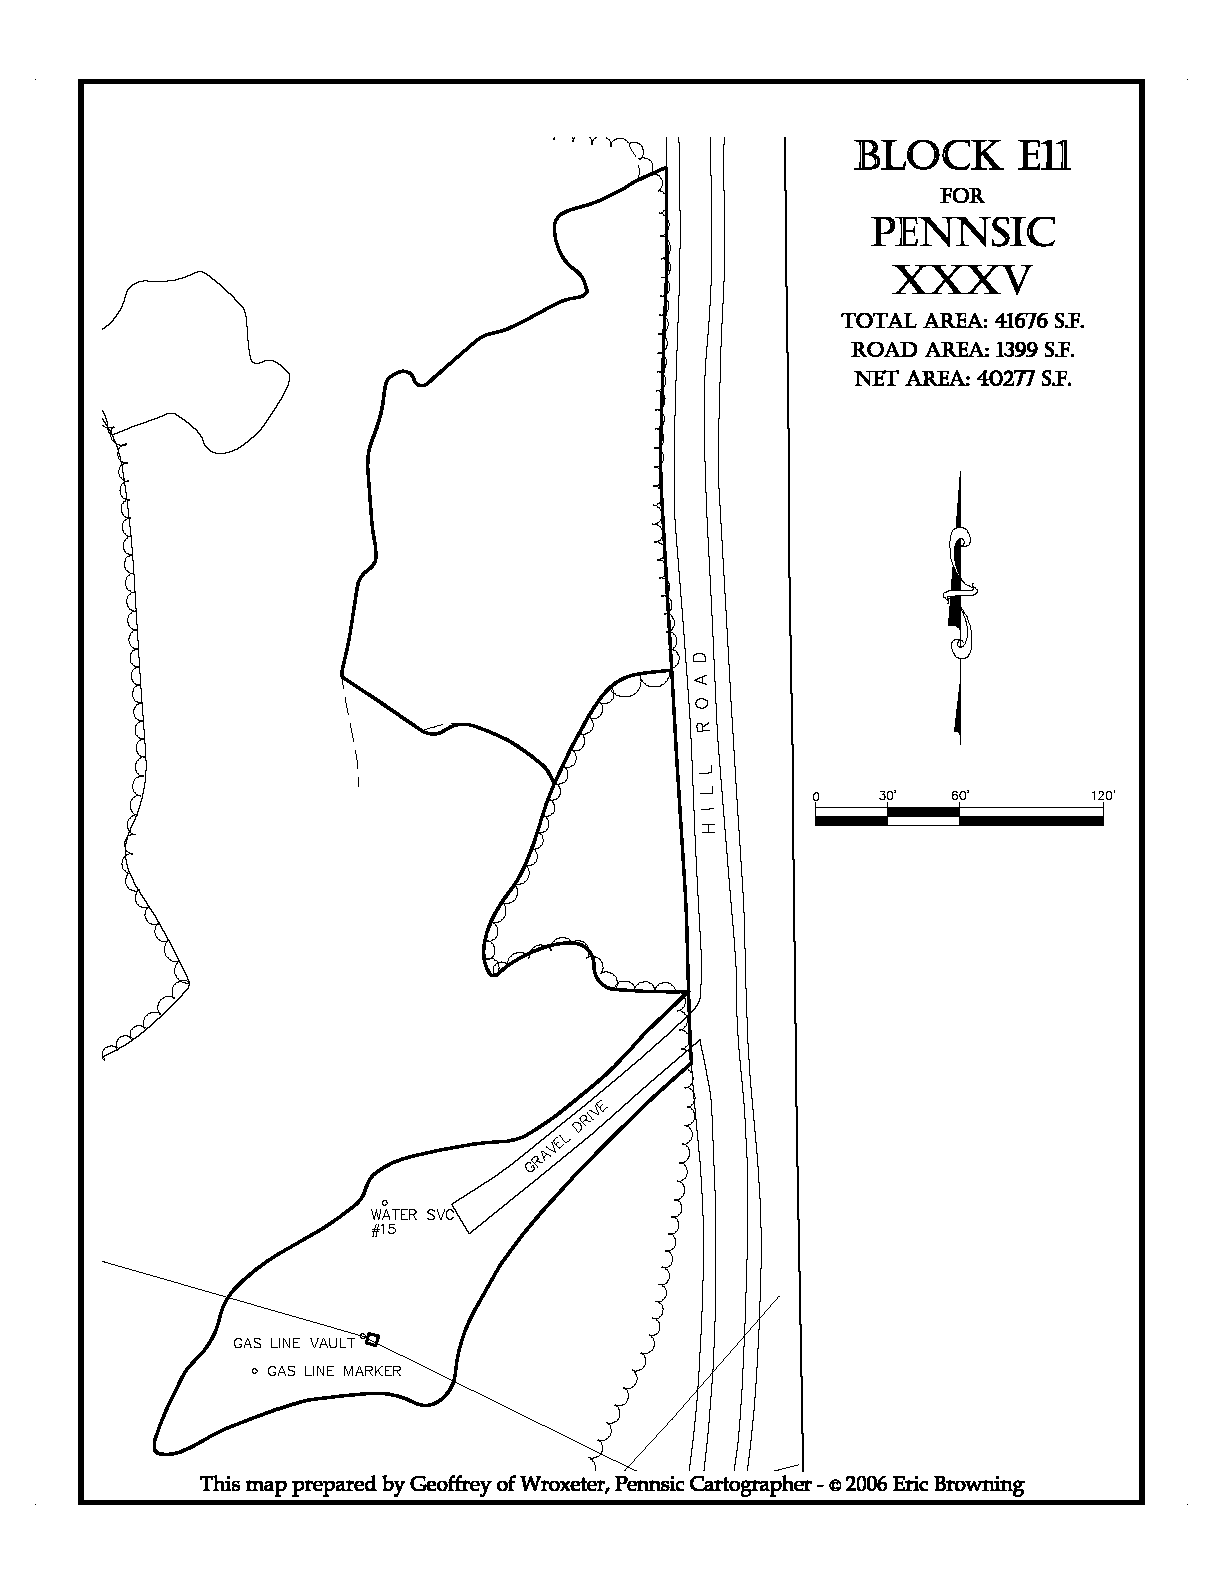 BLOCK E11
FOR
PENNSIC
XXXV
TOTAL AREA: 41676 S.F.
ROAD AREA: 1399 S.F.
NET AREA: 40277 S.F.
HILL ROAD
0 30' 60' 120'
GRAVEL DRIVE
WATER SVC
#15
GAS LINE VAULT
GAS LINE MARKER
This map prepared by Geoffrey of Wroxeter, Pennsic Cartographer - © 2006 Eric Browning